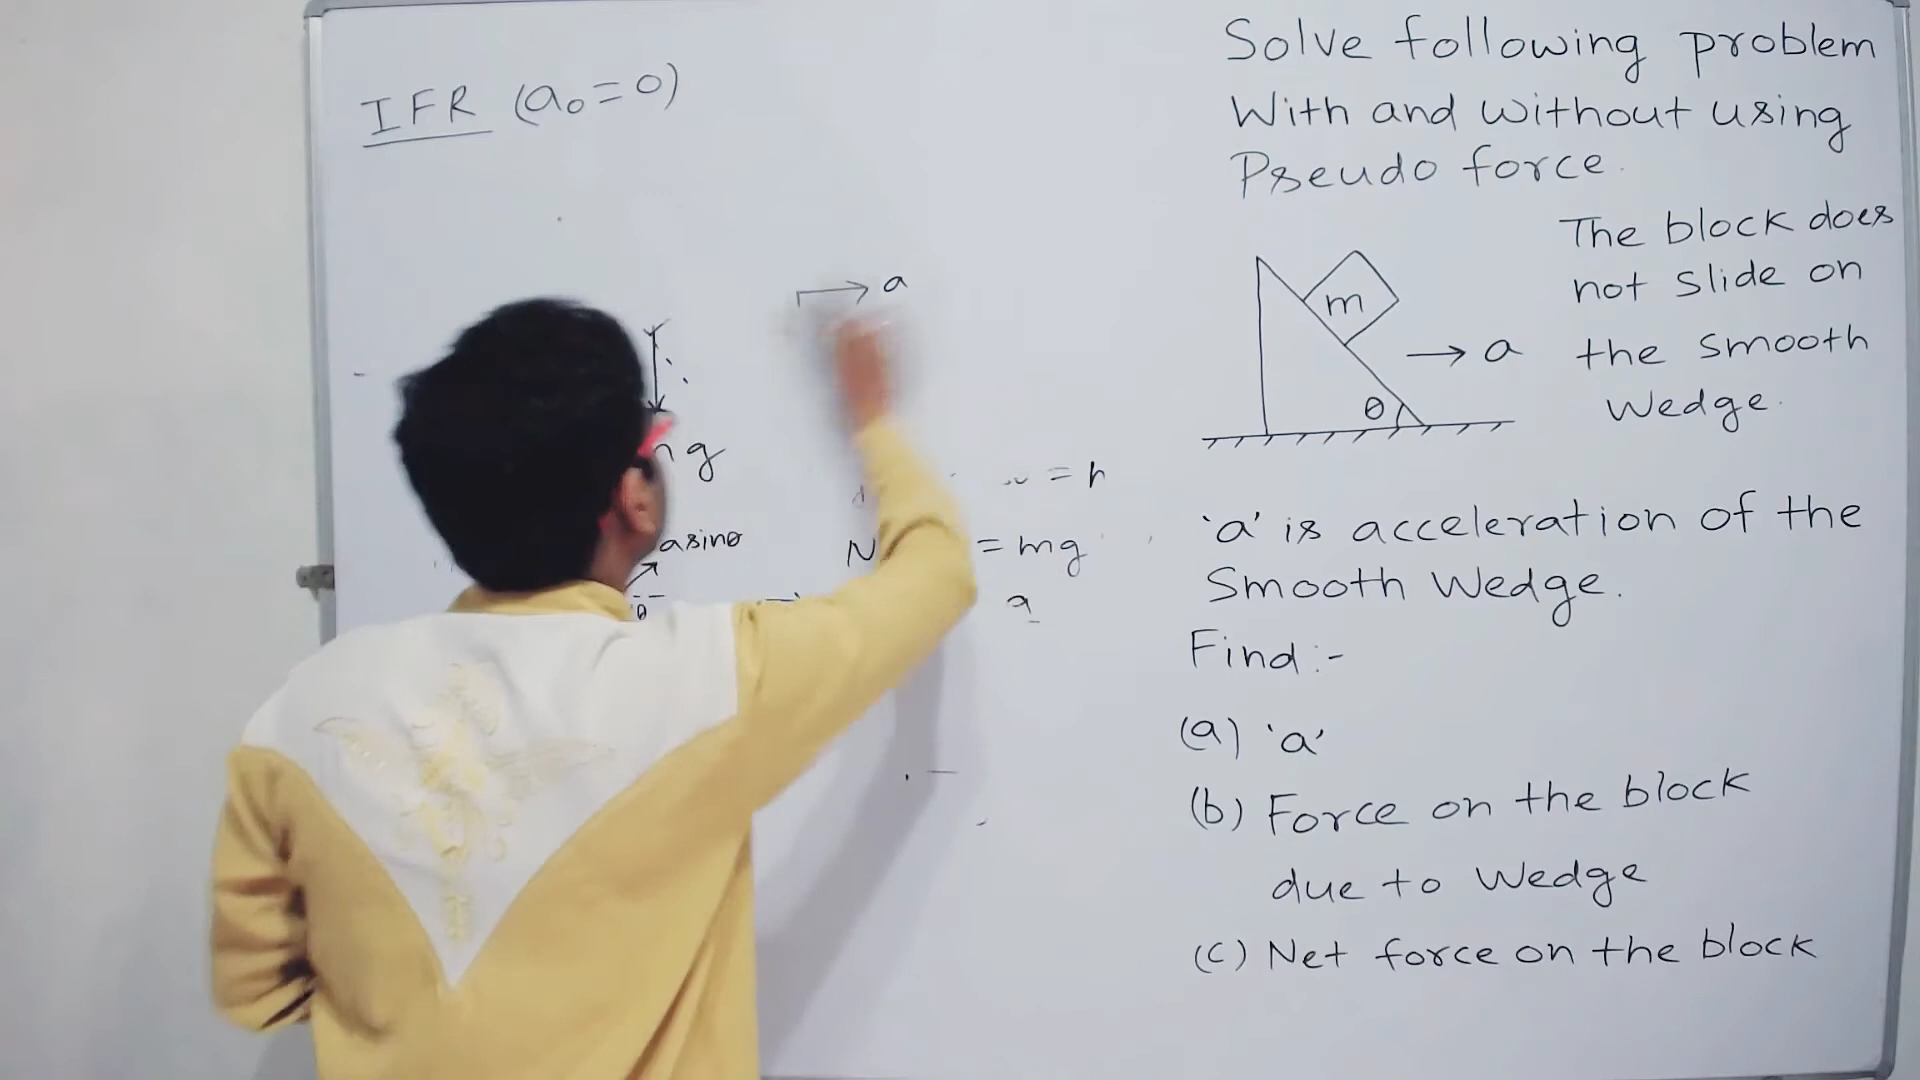 IFR (a₀=0)
a
g
asinθ
θ
N = mg
Solve following problem
With and without using
Pseudo force.
The block does
not slide on
the smooth
wedge.
m
a
θ
'a' is acceleration of the
Smooth Wedge.
Find :-
(a) 'a'
(b) Force on the block
due to Wedge
(c) Net force on the block